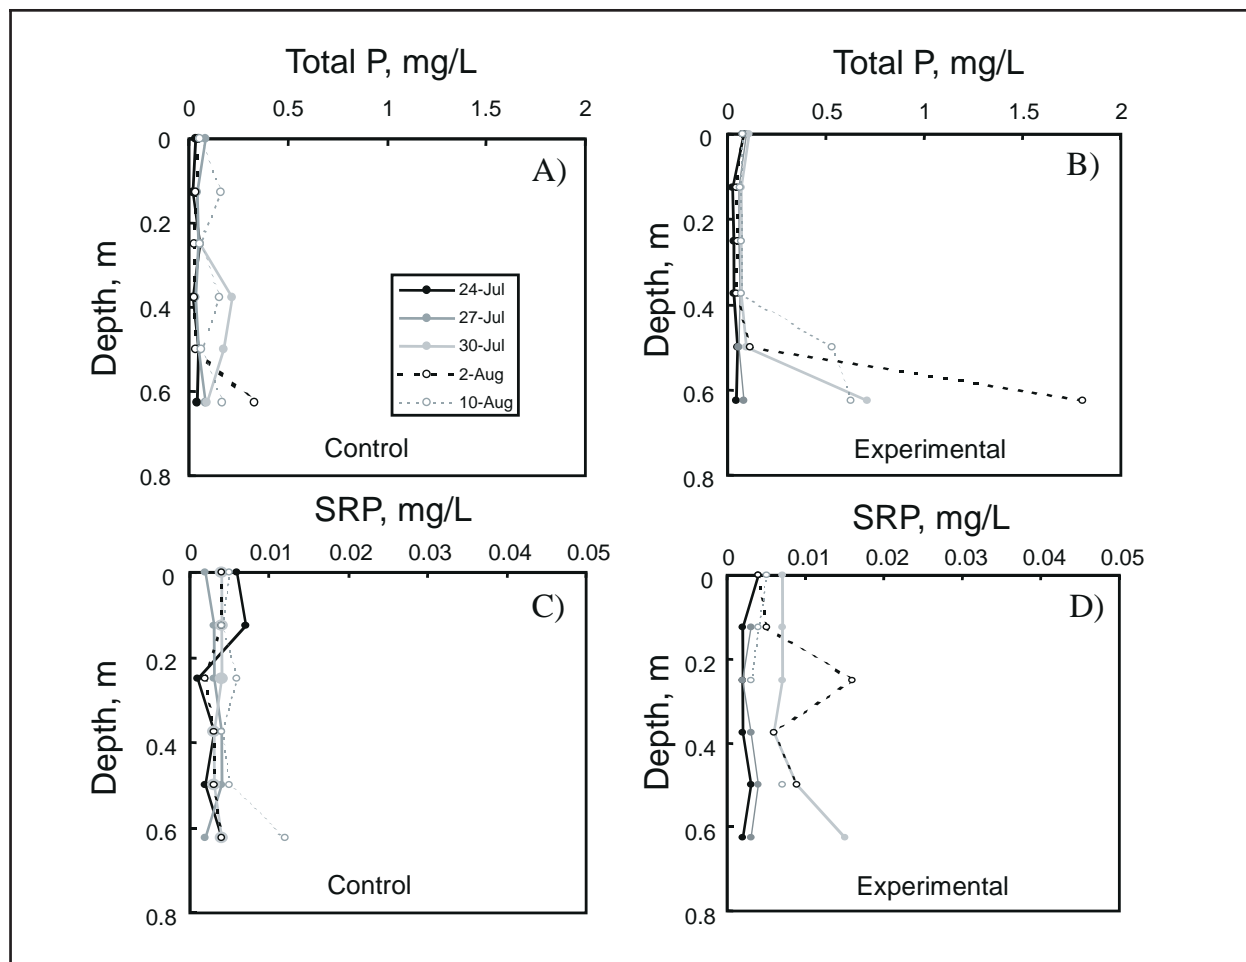 Total P, mg/L
0 0.5 1 1.5 2
0
0.2
0.4
0.6
0.8
Depth, m
A)
24-Jul
27-Jul
30-Jul
2-Aug
10-Aug
Control
Total P, mg/L
0 0.5 1 1.5 2
0
0.2
0.4
0.6
0.8
Depth, m
B)
Experimental
SRP, mg/L
0 0.01 0.02 0.03 0.04 0.05
0
0.2
0.4
0.6
0.8
Depth, m
C)
Control
SRP, mg/L
0 0.01 0.02 0.03 0.04 0.05
0
0.2
0.4
0.6
0.8
Depth, m
D)
Experimental